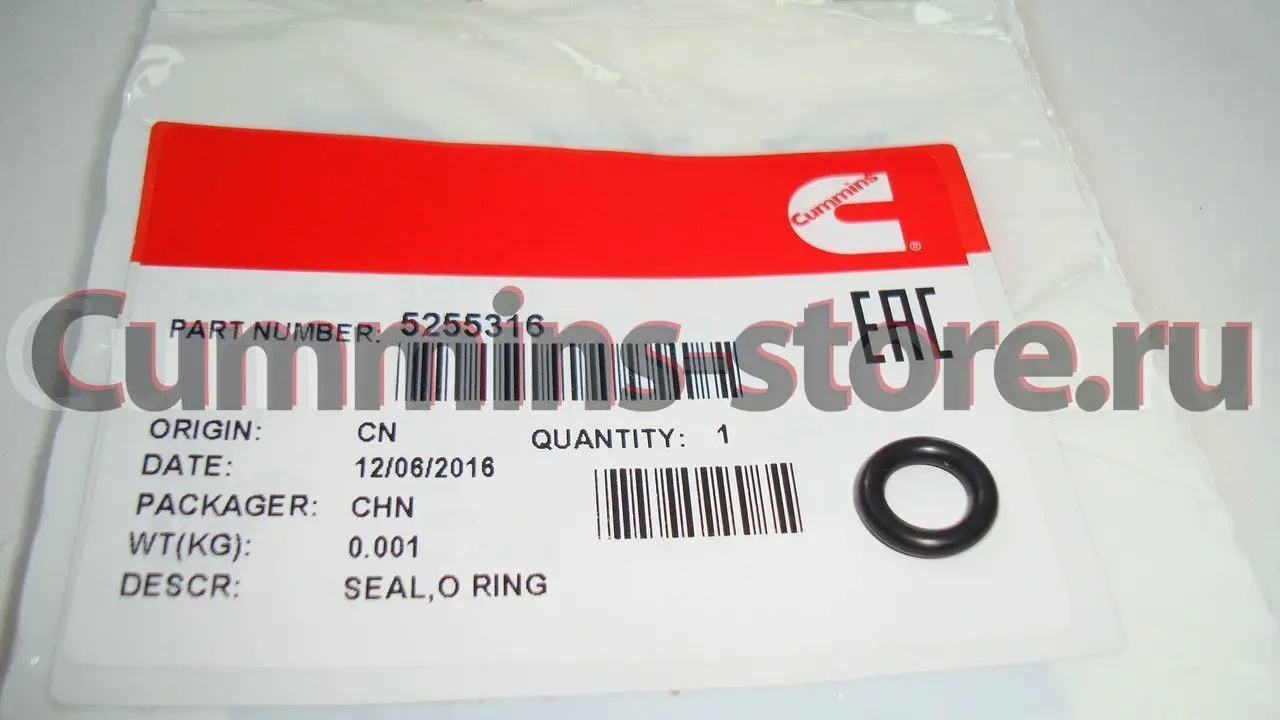 Cummins
®
EAC
PART NUMBER: 5255316
Cummins-store.ru
ORIGIN: CN QUANTITY: 1
DATE: 12/06/2016
PACKAGER: CHN
WT(KG): 0.001
DESCR: SEAL,O RING